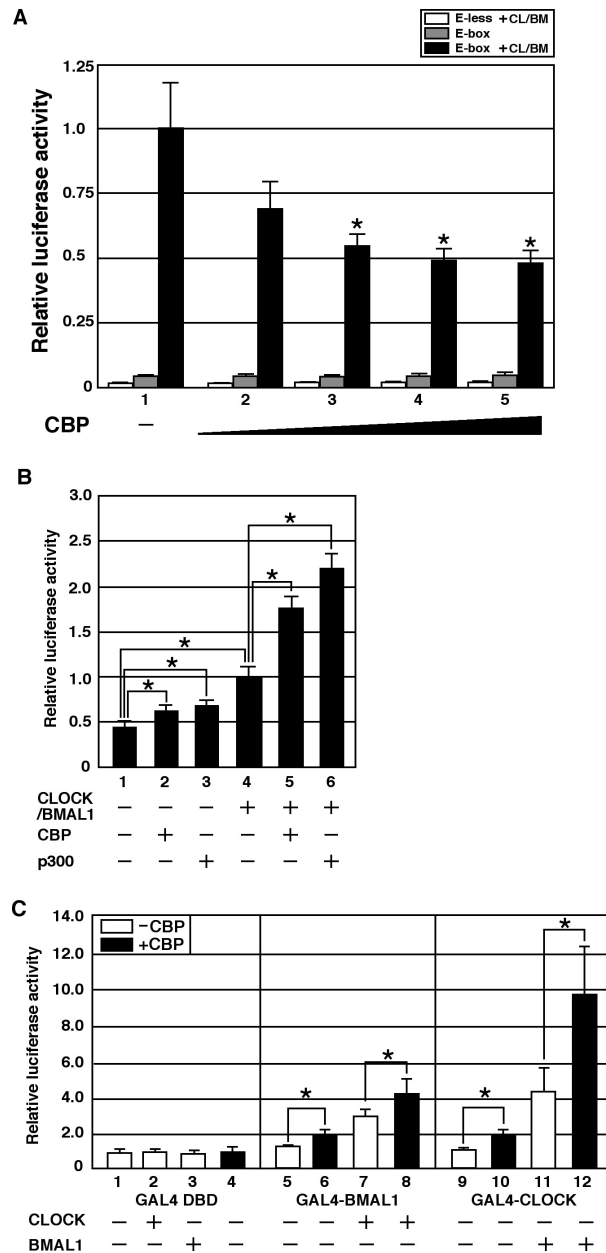 A
E-less +CL/BM
E-box
E-box +CL/BM
Relative luciferase activity
1.25
1.0
0.75
0.5
0.25
0
*
*
*
1 2 3 4 5
CBP −
B
Relative luciferase activity
3.0
2.5
2.0
1.5
1.0
0.5
0
*
*
*
*
*
1 2 3 4 5 6
CLOCK
/BMAL1 − − − + + +
CBP − + − − + −
p300 − − + − − +
C
Relative luciferase activity
14.0
12.0
10.0
8.0
6.0
4.0
2.0
0
−CBP
+CBP
*
*
*
*
1 2 3 4 5 6 7 8 9 10 11 12
GAL4 DBD GAL4-BMAL1 GAL4-CLOCK
CLOCK − + − − − − + + − − − −
BMAL1 − − + − − − − − − − + +